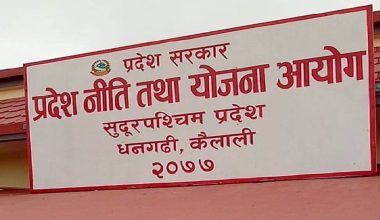 प्रदेश सरकार
प्रदेश नीति तथा योजना आयोग
सुदूरपश्चिम प्रदेश
धनगढी, कैलाली
२०७७